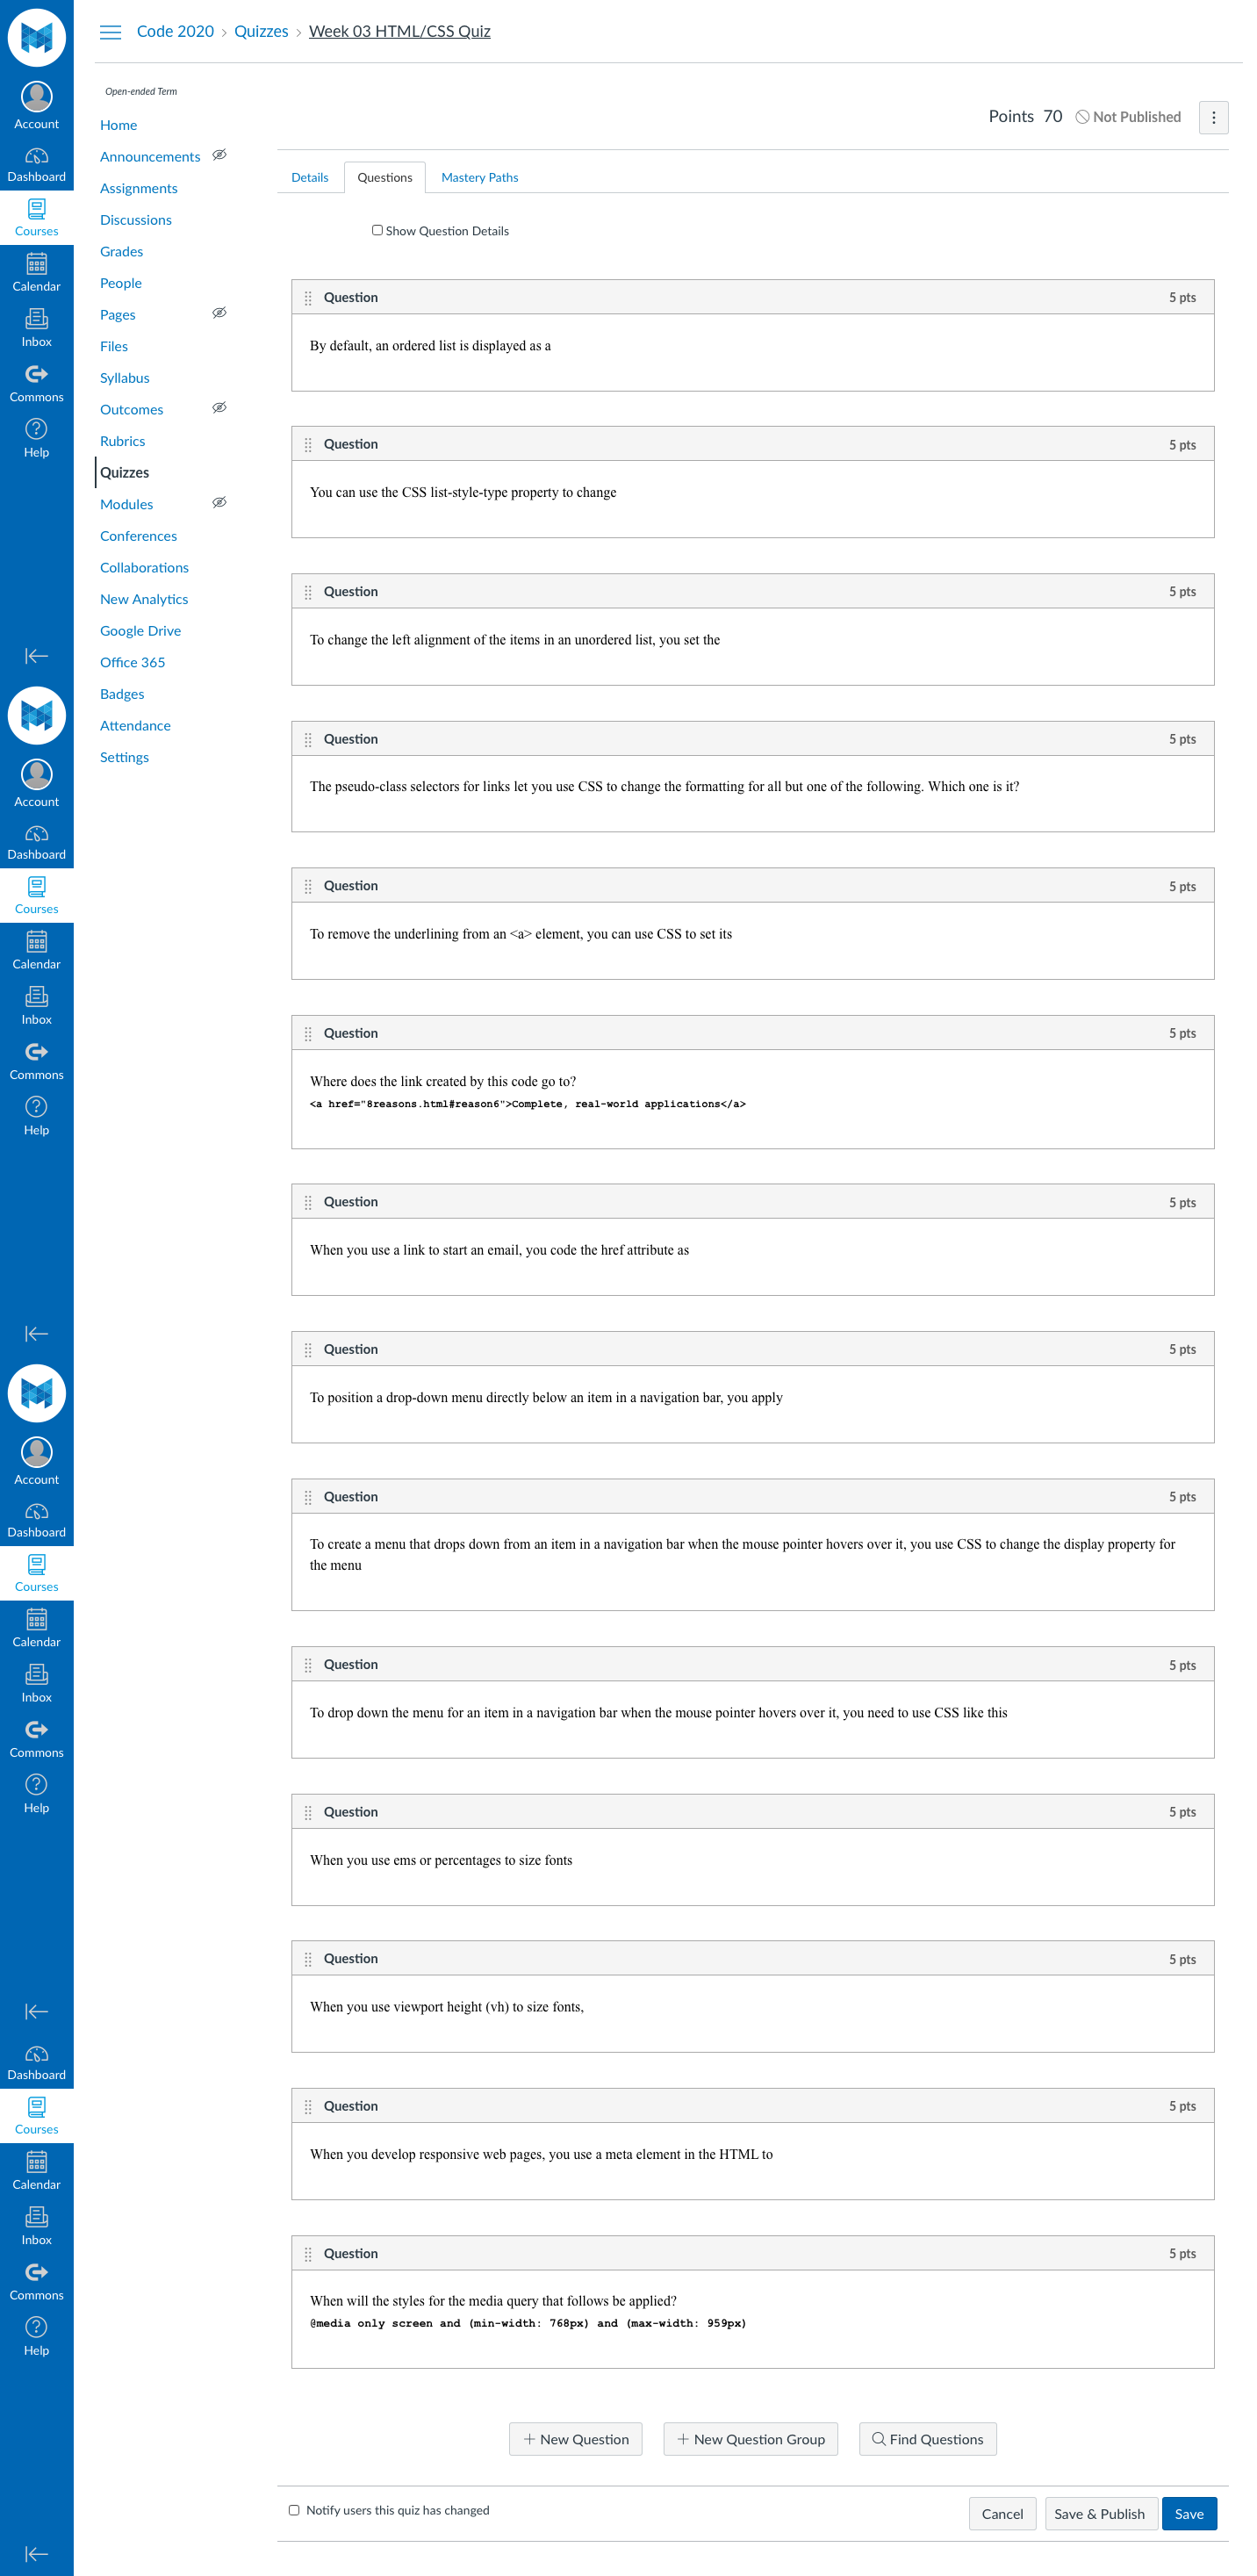 Code 2020 › Quizzes › Week 03 HTML/CSS Quiz
Account
Dashboard
Courses
Calendar
Inbox
Commons
Help
Account
Dashboard
Courses
Calendar
Inbox
Commons
Help
Account
Dashboard
Courses
Calendar
Inbox
Commons
Help
Dashboard
Courses
Calendar
Inbox
Commons
Help
Open-ended Term
Home
Announcements
Assignments
Discussions
Grades
People
Pages
Files
Syllabus
Outcomes
Rubrics
Quizzes
Modules
Conferences
Collaborations
New Analytics
Google Drive
Office 365
Badges
Attendance
Settings
Points 70 Not Published
Details Questions Mastery Paths
Show Question Details
Question 5 pts
By default, an ordered list is displayed as a
Question 5 pts
You can use the CSS list-style-type property to change
Question 5 pts
To change the left alignment of the items in an unordered list, you set the
Question 5 pts
The pseudo-class selectors for links let you use CSS to change the formatting for all but one of the following. Which one is it?
Question 5 pts
To remove the underlining from an <a> element, you can use CSS to set its
Question 5 pts
Where does the link created by this code go to?
<a href="8reasons.html#reason6">Complete, real-world applications</a>
Question 5 pts
When you use a link to start an email, you code the href attribute as
Question 5 pts
To position a drop-down menu directly below an item in a navigation bar, you apply
Question 5 pts
To create a menu that drops down from an item in a navigation bar when the mouse pointer hovers over it, you use CSS to change the display property for
the menu
Question 5 pts
To drop down the menu for an item in a navigation bar when the mouse pointer hovers over it, you need to use CSS like this
Question 5 pts
When you use ems or percentages to size fonts
Question 5 pts
When you use viewport height (vh) to size fonts,
Question 5 pts
When you develop responsive web pages, you use a meta element in the HTML to
Question 5 pts
When will the styles for the media query that follows be applied?
@media only screen and (min-width: 768px) and (max-width: 959px)
New Question New Question Group Find Questions
Notify users this quiz has changed Cancel Save & Publish Save